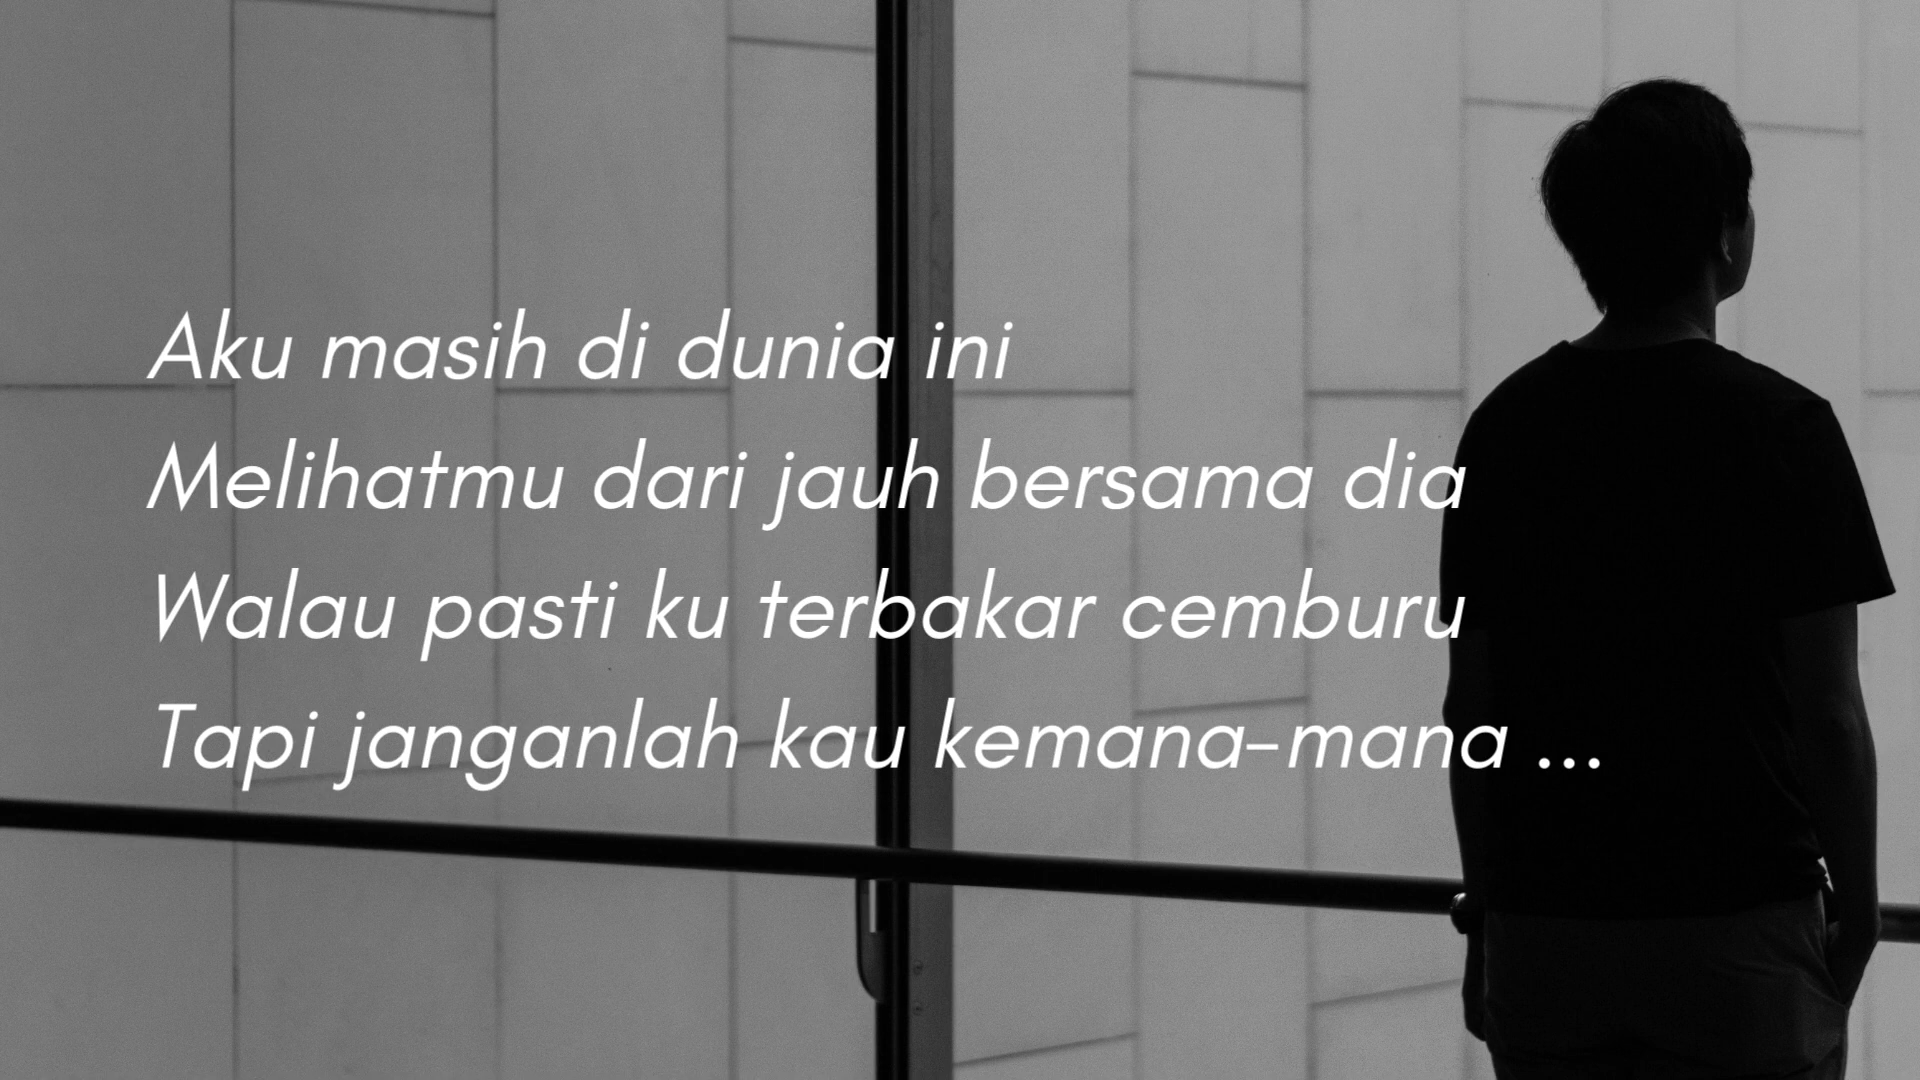 Aku masih di dunia ini
Melihatmu dari jauh bersama dia
Walau pasti ku terbakar cemburu
Tapi janganlah kau kemana-mana ...